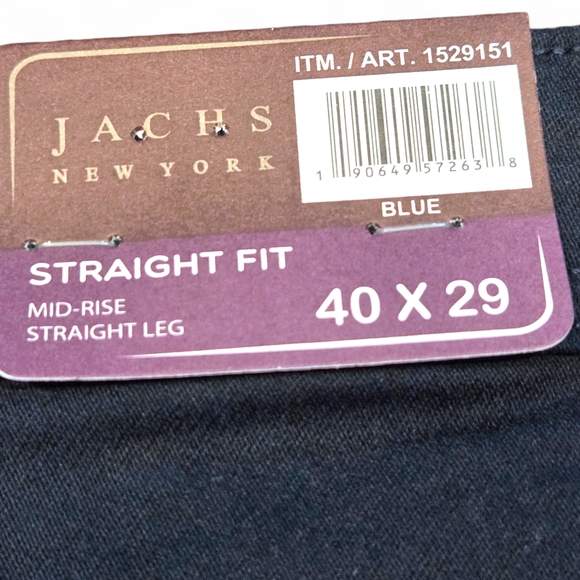 ITM. / ART. 1529151
JACHS
NEW YORK
1 90649 57263 8
BLUE
STRAIGHT FIT
MID-RISE
STRAIGHT LEG
40 X 29